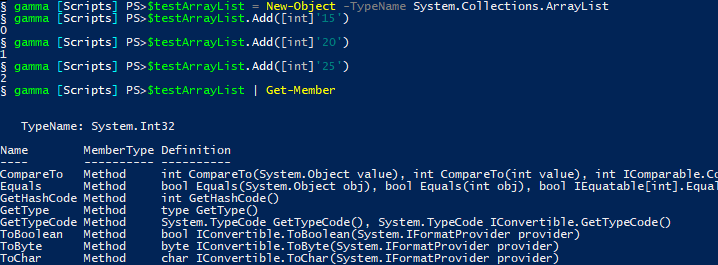 § gamma [Scripts] PS>$testArrayList = New-Object -TypeName System.Collections.ArrayList
§ gamma [Scripts] PS>$testArrayList.Add([int]'15')
0
§ gamma [Scripts] PS>$testArrayList.Add([int]'20')
1
§ gamma [Scripts] PS>$testArrayList.Add([int]'25')
2
§ gamma [Scripts] PS>$testArrayList | Get-Member
TypeName: System.Int32
Name MemberType Definition
---- ---------- ----------
CompareTo Method int CompareTo(System.Object value), int CompareTo(int value), int IComparable.Co
Equals Method bool Equals(System.Object obj), bool Equals(int obj), bool IEquatable[int].Equal
GetHashCode Method int GetHashCode()
GetType Method type GetType()
GetTypeCode Method System.TypeCode GetTypeCode(), System.TypeCode IConvertible.GetTypeCode()
ToBoolean Method bool IConvertible.ToBoolean(System.IFormatProvider provider)
ToByte Method byte IConvertible.ToByte(System.IFormatProvider provider)
ToChar Method char IConvertible.ToChar(System.IFormatProvider provider)